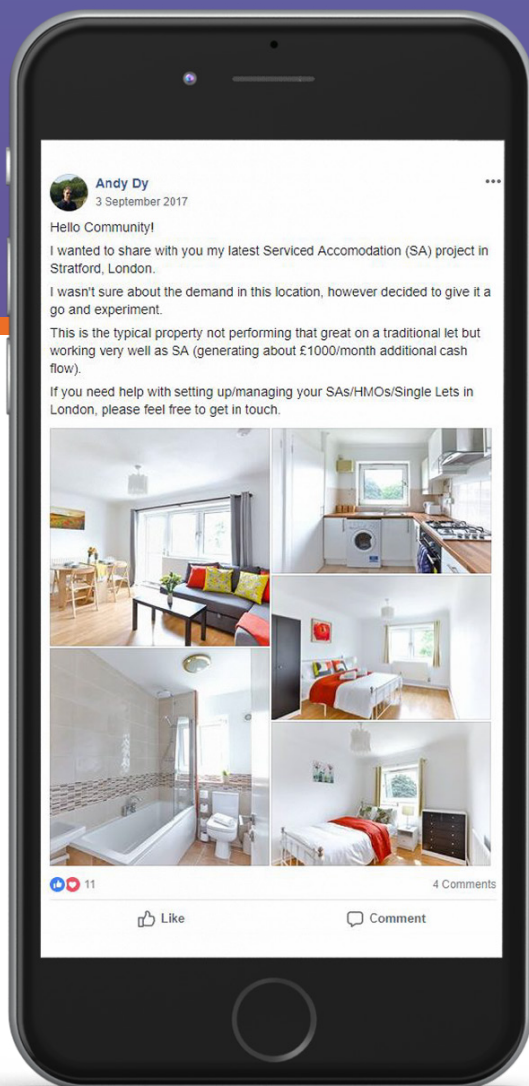 Andy Dy
3 September 2017
Hello Community!
I wanted to share with you my latest Serviced Accomodation (SA) project in
Stratford, London.
I wasn't sure about the demand in this location, however decided to give it a
go and experiment.
This is the typical property not performing that great on a traditional let but
working very well as SA (generating about £1000/month additional cash
flow).
If you need help with setting up/managing your SAs/HMOs/Single Lets in
London, please feel free to get in touch.
11
4 Comments
Like
Comment